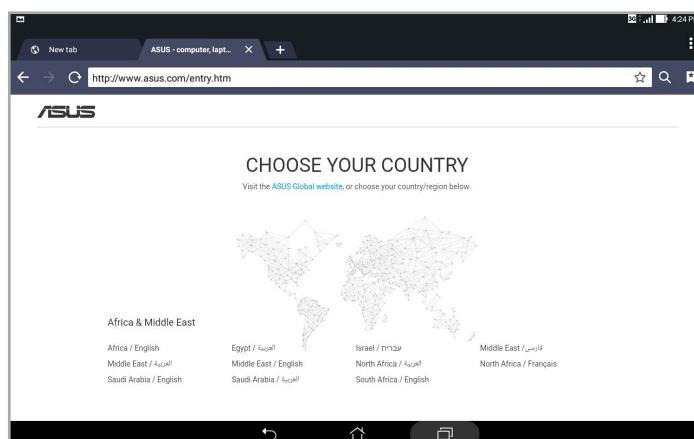 3G 4:24 P
New tab
ASUS - computer, lapt...
http://www.asus.com/entry.htm
ASUS
CHOOSE YOUR COUNTRY
Visit the ASUS Global website, or choose your country/region below.
Africa & Middle East
Africa / English
Egypt / العربية
Israel / עברית
Middle East / فارسی
Middle East / العربية
Middle East / English
North Africa / العربية
North Africa / Français
Saudi Arabia / English
Saudi Arabia / العربية
South Africa / English